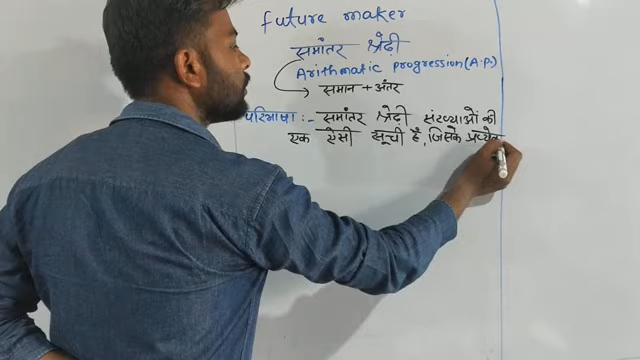 future maker
समांतर श्रेढ़ी
Arithmatic progression(A.P.)
समान + अंतर
परिभाषा:- समांतर श्रेढ़ी संख्याओं की
एक ऐसी सूची है, जिसके प्रत्येक